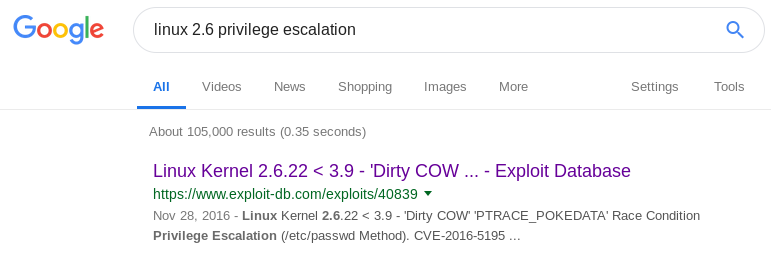 Google
linux 2.6 privilege escalation
All Videos News Shopping Images More Settings Tools
About 105,000 results (0.35 seconds)
Linux Kernel 2.6.22 < 3.9 - 'Dirty COW ... - Exploit Database
https://www.exploit-db.com/exploits/40839
Nov 28, 2016 - Linux Kernel 2.6.22 < 3.9 - 'Dirty COW' 'PTRACE_POKEDATA' Race Condition
Privilege Escalation (/etc/passwd Method). CVE-2016-5195 ...